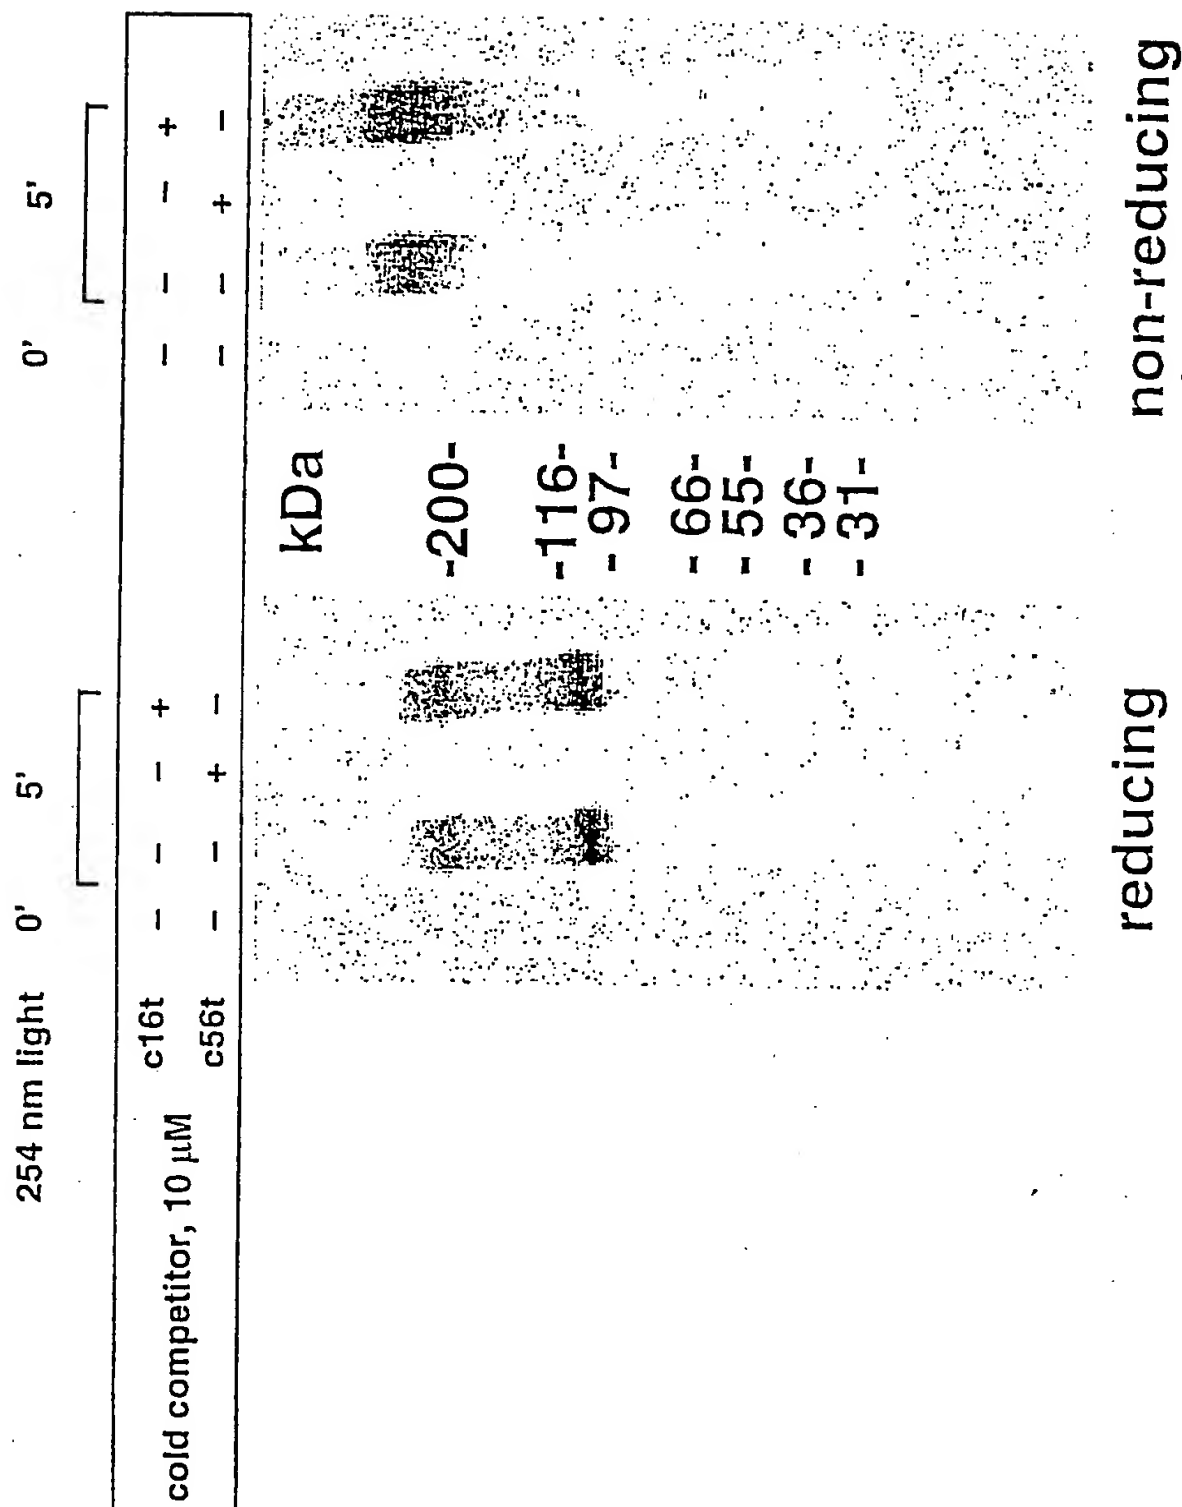 254 nm light 0' 5' 0' 5'
cold competitor, 10 µM
c16t − − − + − − − +
c56t − − + − − − + −
kDa
-200-
-116-
- 97-
- 66-
- 55-
- 36-
- 31-
reducing
non-reducing